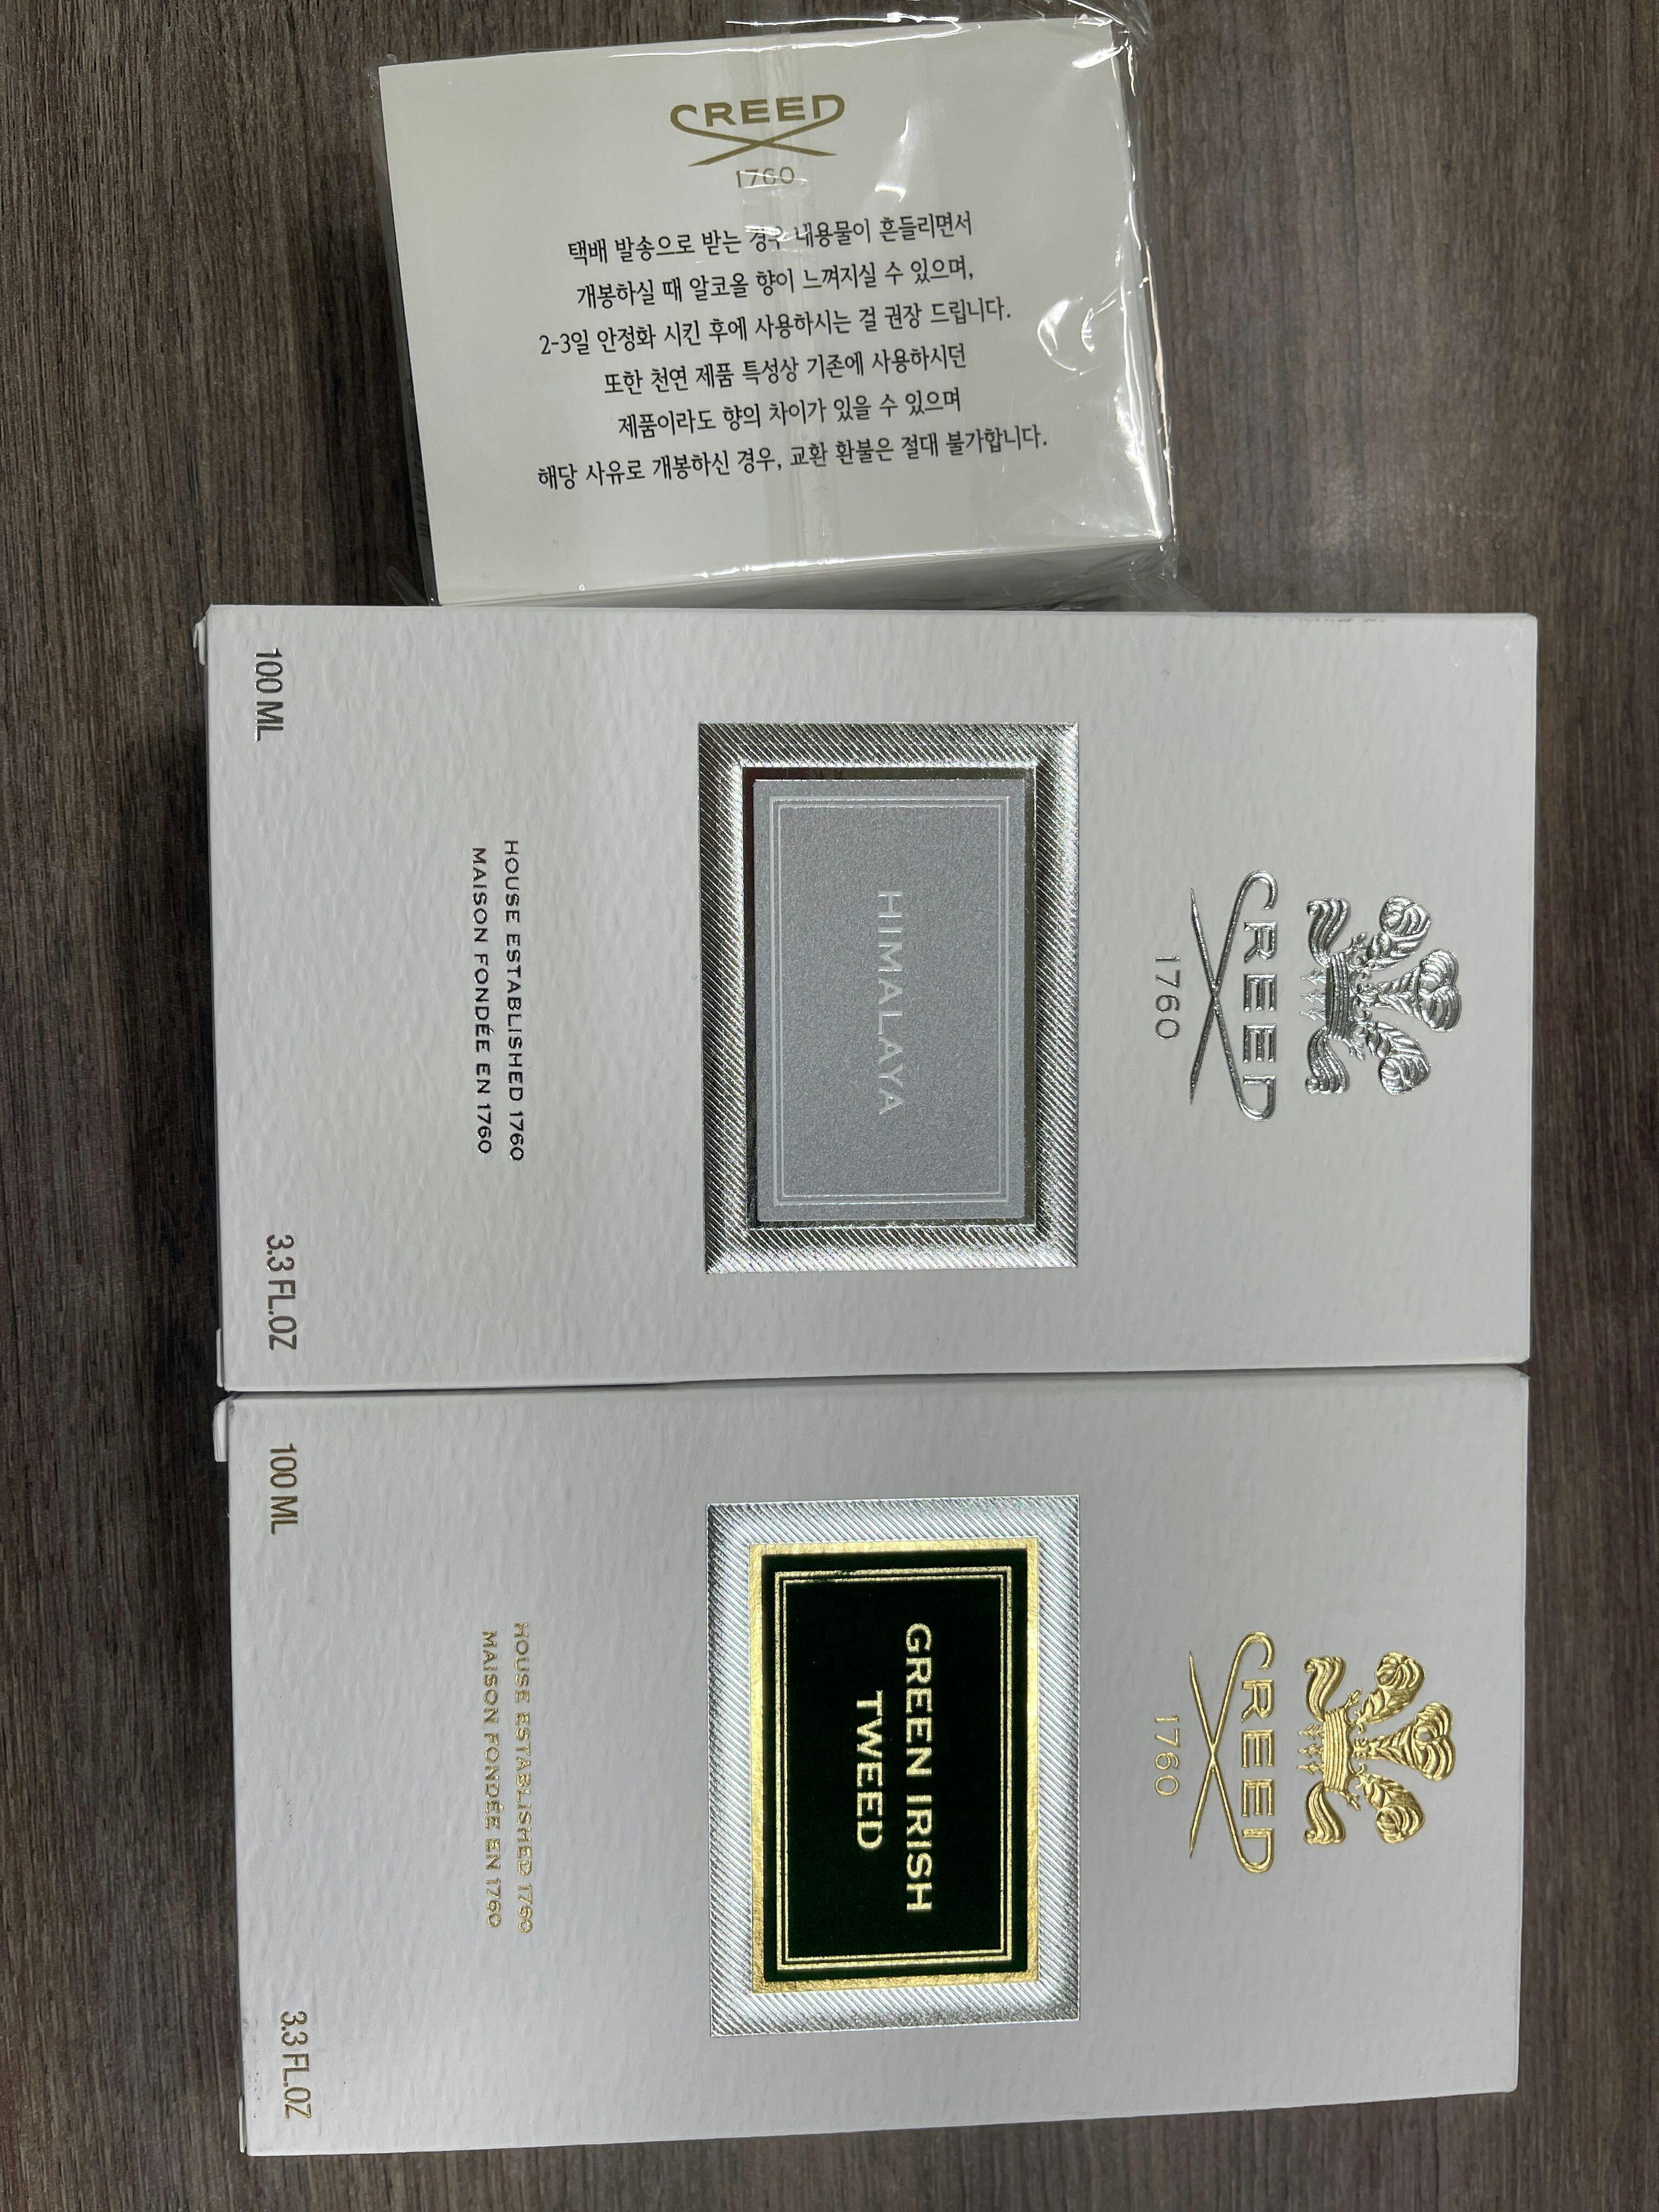 CREED
1760
택배 발송으로 받는 경우 내용물이 흔들리면서
개봉하실 때 알코올 향이 느껴지실 수 있으며,
2-3일 안정화 시킨 후에 사용하시는 걸 권장 드립니다.
또한 천연 제품 특성상 기존에 사용하시던
제품이라도 향의 차이가 있을 수 있으며
해당 사유로 개봉하신 경우, 교환 환불은 절대 불가합니다.
CREED
1760
HIMALAYA
HOUSE ESTABLISHED 1760
MAISON FONDÉE EN 1760
100 ML
3.3 FL.OZ
CREED
1760
GREEN IRISH
TWEED
HOUSE ESTABLISHED 1760
MAISON FONDÉE EN 1760
100 ML
3.3 FL.OZ